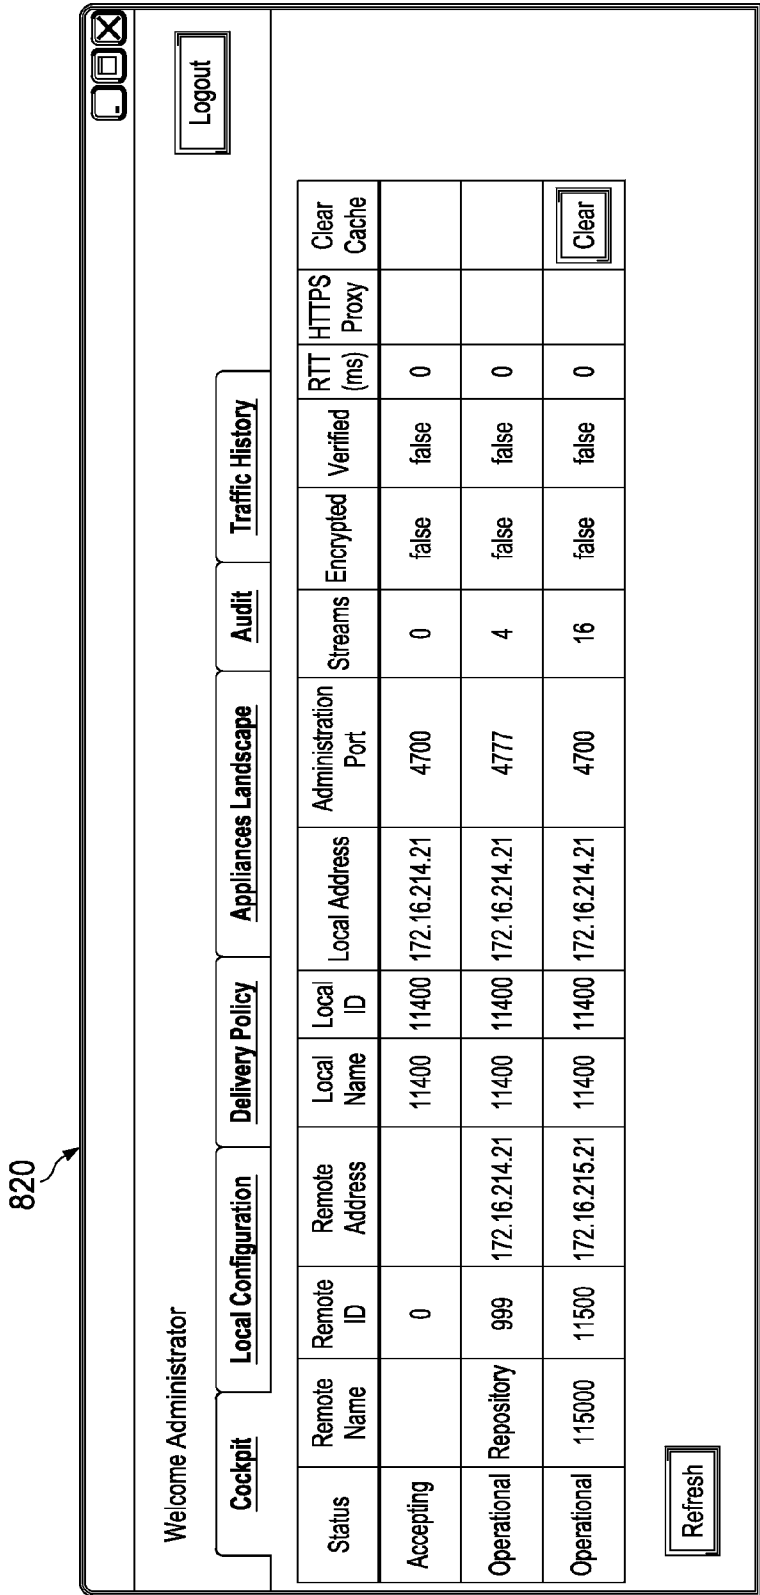 820
Welcome Administrator
Logout
Cockpit Local Configuration Delivery Policy Appliances Landscape Audit Traffic History
Status Remote Name Remote ID Remote Address Local Name Local ID Local Address Administration Port Streams Encrypted Verified RTT (ms) HTTPS Proxy Clear Cache
Accepting 0 11400 11400 172.16.214.21 4700 0 false false 0
Operational Repository 999 172.16.214.21 11400 11400 172.16.214.21 4777 4 false false 0
Operational 115000 11500 172.16.215.21 11400 11400 172.16.214.21 4700 16 false false 0 Clear
Refresh